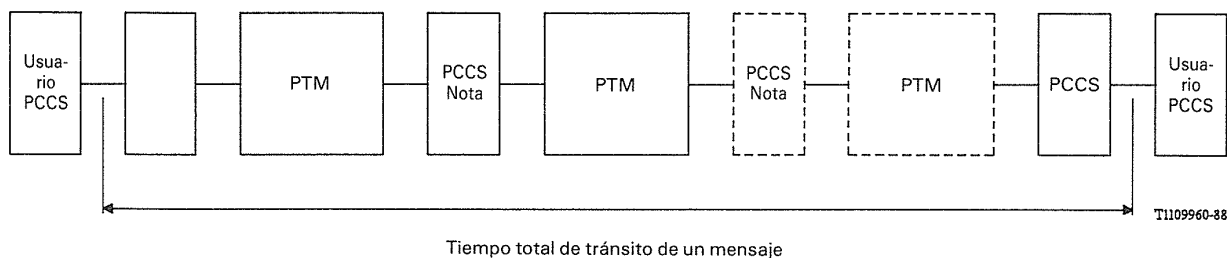 Usua-
rio
PCCS
PTM
PCCS
Nota
PTM
PCCS
Nota
PTM
PCCS
Usua-
rio
PCCS
T1109960-88
Tiempo total de tránsito de un mensaje